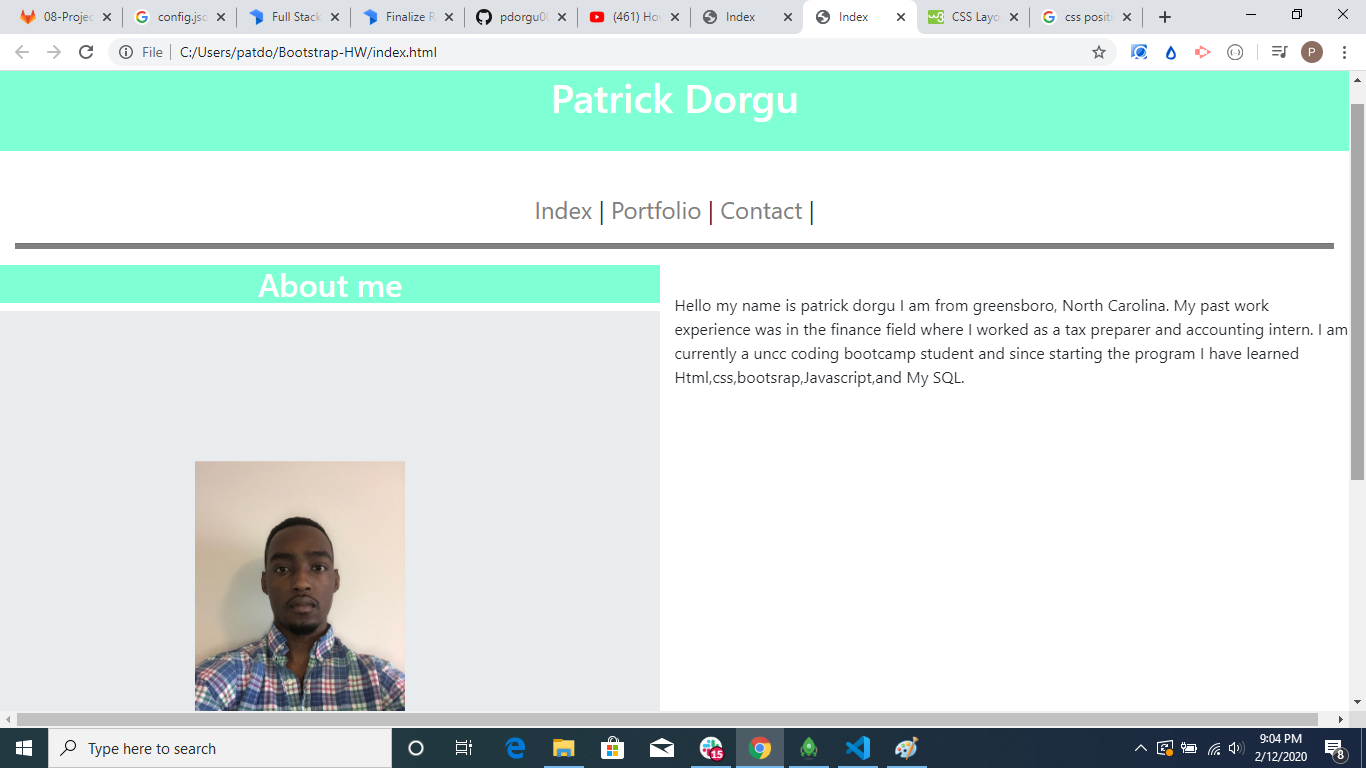 08-Projec
config.jso
Full Stack
Finalize R
pdorgu00
(461) How
Index
Index
CSS Layo
css positi
File
C:/Users/patdo/Bootstrap-HW/index.html
P
Patrick Dorgu
Index | Portfolio | Contact |
About me
Hello my name is patrick dorgu I am from greensboro, North Carolina. My past work
experience was in the finance field where I worked as a tax preparer and accounting intern. I am
currently a uncc coding bootcamp student and since starting the program I have learned
Html,css,bootsrap,Javascript,and My SQL.
Type here to search
15
9:04 PM
2/12/2020
8